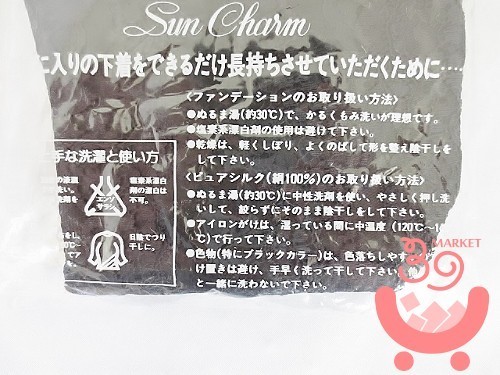 Sun Charm
に入りの下着をできるだけ長持ちさせていただくために‥‥
〈ファンデーションのお取り扱い方法〉
●ぬるま湯(約30℃)で、かるくもみ洗いが理想です。
●塩素系漂白剤の使用は避けて下さい。
●乾燥は、軽くしぼり、よくのばして形を整え陰干しを
して下さい。
〈ピュアシルク(絹100%)のお取り扱い方法〉
●ぬるま湯(約30℃)に中性洗剤を使い、やさしく押し洗
いして、絞らずにそのまま陰干しをして下さい。
●アイロンがけは、湿っている間に中温度(120℃〜1
℃)で行って下さい。
●色物(特にブラックカラー)は、色落ちしやす
け置きは避け、手早く洗って干して下さい。他
と一緒に洗わないで下さい。
手な洗濯と使い方
エンソ
サラシ
塩素系漂白
剤の漂白は
不可。
日陰でつり
干しに。
MARKET